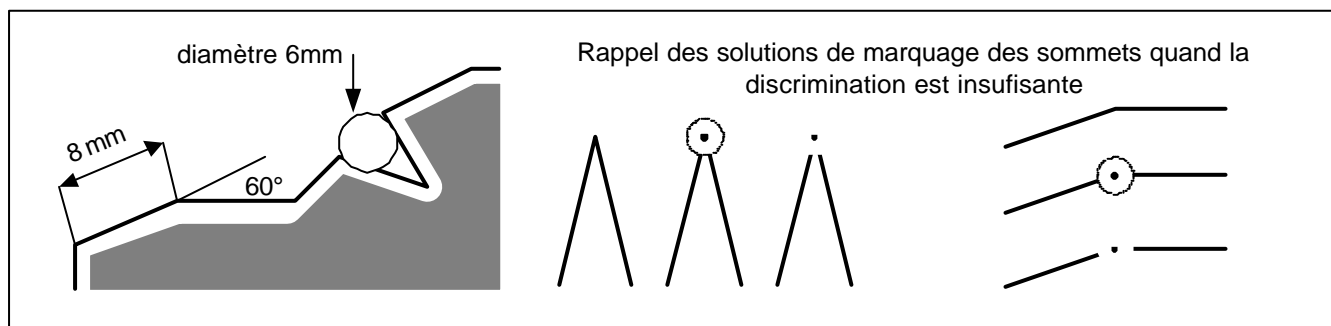 diamètre 6mm
8 mm
60°
Rappel des solutions de marquage des sommets quand la
discrimination est insufisante